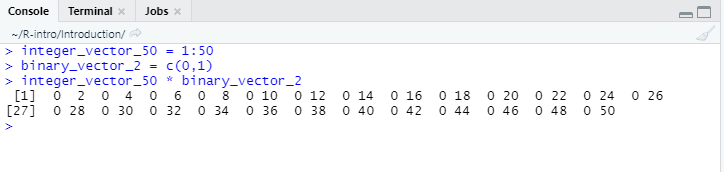 Console Terminal × Jobs ×
~/R-intro/Introduction/
> integer_vector_50 = 1:50
> binary_vector_2 = c(0,1)
> integer_vector_50 * binary_vector_2
 [1]  0  2  0  4  0  6  0  8  0 10  0 12  0 14  0 16  0 18  0 20  0 22  0 24  0 26
[27]  0 28  0 30  0 32  0 34  0 36  0 38  0 40  0 42  0 44  0 46  0 48  0 50
>